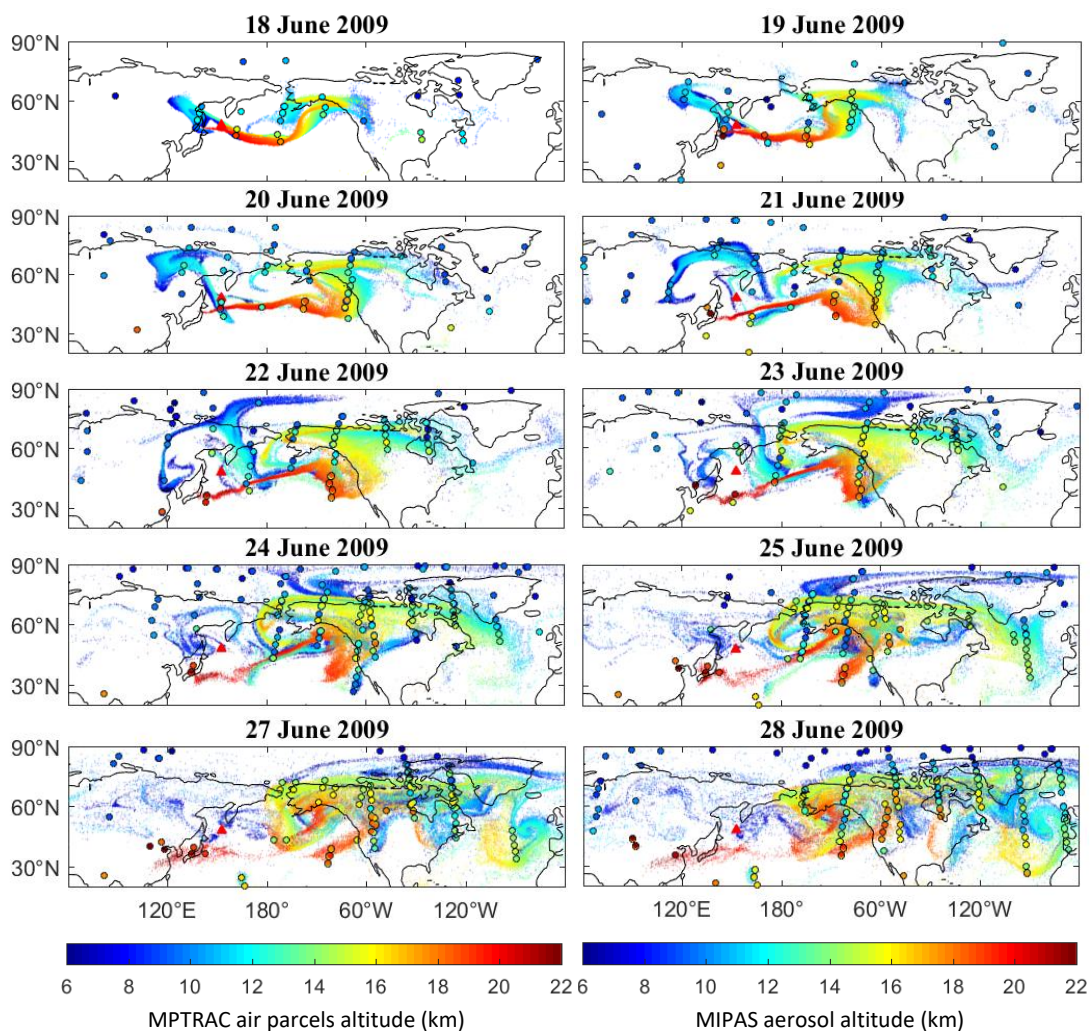 18 June 2009
19 June 2009
90°N
60°N
30°N
20 June 2009
21 June 2009
90°N
60°N
30°N
22 June 2009
23 June 2009
90°N
60°N
30°N
24 June 2009
25 June 2009
90°N
60°N
30°N
27 June 2009
28 June 2009
90°N
60°N
30°N
120°E 180° 60°W 120°W 120°E 180° 60°W 120°W
6 8 10 12 14 16 18 20 22 6 8 10 12 14 16 18 20 22
MPTRAC air parcels altitude (km) MIPAS aerosol altitude (km)